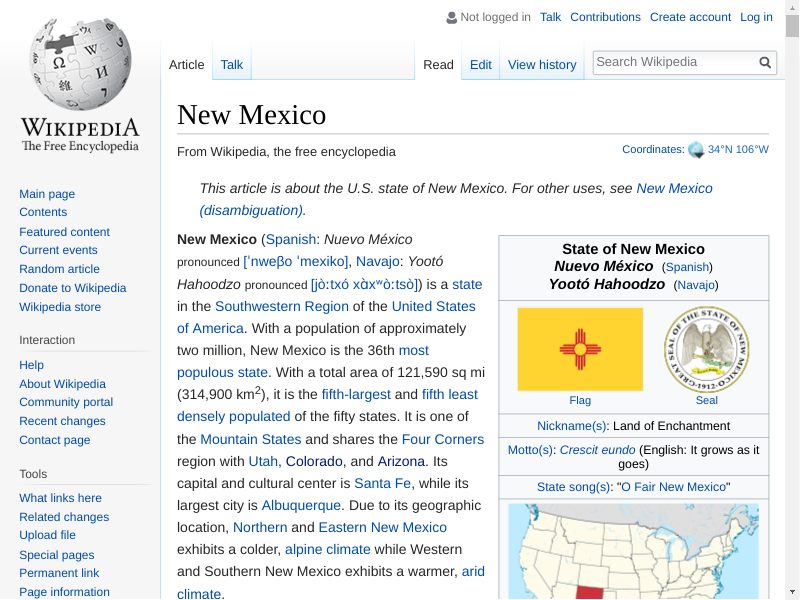 Not logged in Talk Contributions Create account Log in
Article Talk Read Edit View history Search Wikipedia
WIKIPEDIA
The Free Encyclopedia
Main page
Contents
Featured content
Current events
Random article
Donate to Wikipedia
Wikipedia store
Interaction
Help
About Wikipedia
Community portal
Recent changes
Contact page
Tools
What links here
Related changes
Upload file
Special pages
Permanent link
Page information
New Mexico
From Wikipedia, the free encyclopedia
Coordinates: 34°N 106°W
This article is about the U.S. state of New Mexico. For other uses, see New Mexico
(disambiguation).
New Mexico (Spanish: Nuevo México
pronounced [ˈnweβo ˈmexiko], Navajo: Yootó
Hahoodzo pronounced [jòːtxó xɑ̀xʷòːtsò]) is a state
in the Southwestern Region of the United States
of America. With a population of approximately
two million, New Mexico is the 36th most
populous state. With a total area of 121,590 sq mi
(314,900 km2), it is the fifth-largest and fifth least
densely populated of the fifty states. It is one of
the Mountain States and shares the Four Corners
region with Utah, Colorado, and Arizona. Its
capital and cultural center is Santa Fe, while its
largest city is Albuquerque. Due to its geographic
location, Northern and Eastern New Mexico
exhibits a colder, alpine climate while Western
and Southern New Mexico exhibits a warmer, arid
climate.
State of New Mexico
Nuevo México (Spanish)
Yootó Hahoodzo (Navajo)
GREAT SEAL OF THE STATE OF NEW MEXICO
1912
Flag Seal
Nickname(s): Land of Enchantment
Motto(s): Crescit eundo (English: It grows as it
goes)
State song(s): "O Fair New Mexico"